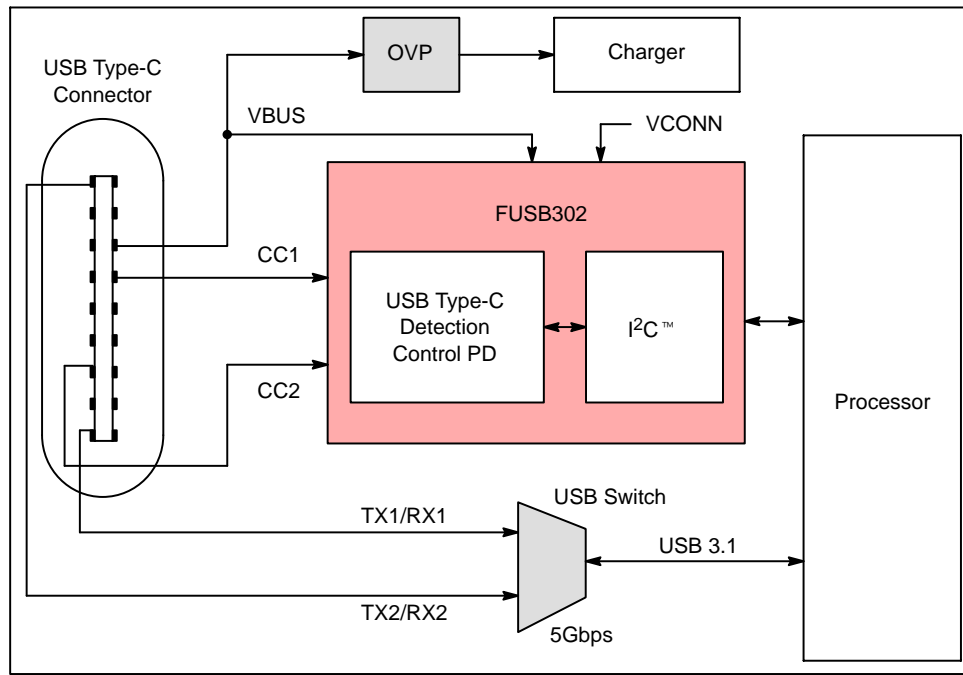 USB Type-C
Connector
OVP
Charger
VBUS
VCONN
FUSB302
CC1
USB Type-C
Detection
Control PD
I²C™
CC2
Processor
USB Switch
TX1/RX1
USB 3.1
TX2/RX2
5Gbps